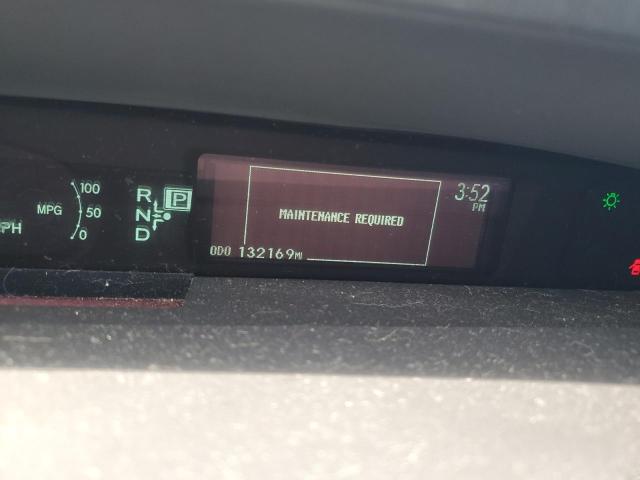 100
MPG 50
PH 0
R P
N
D
3:52
PM
MAINTENANCE REQUIRED
ODO 132169MI